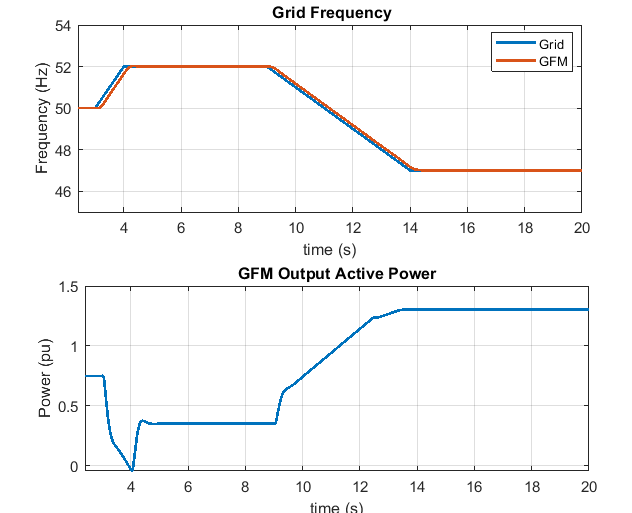 Grid Frequency
54
52
50
48
46
Frequency (Hz)
Grid
GFM
4 6 8 10 12 14 16 18 20
time (s)
GFM Output Active Power
1.5
1
0.5
0
Power (pu)
4 6 8 10 12 14 16 18 20
time (s)